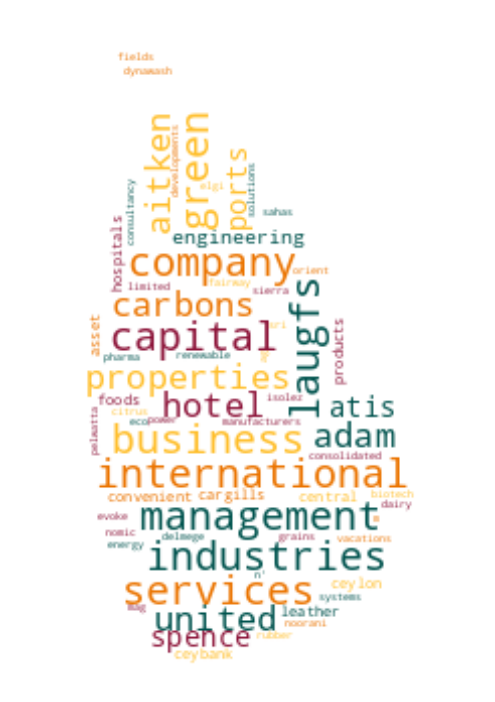 fields
dynawash
aitken
developments
green
elgi
ports
solutions
consultancy
sahas
hospitals
engineering
company
orient
limited
fairway
sierra
carbons
laugfs
asset
capital
sri
products
pharma
renewable
properties
foods
hotel
isolez
atis
citrus
eco
power
manufacturers
pelwatta
business
adam
consolidated
international
convenient
cargills
central
biotech
dairy
evoke
management
nomic
delmege
grains
vacations
energy
industries
n'
services
ceylon
mag
systems
united
leather
noorani
spence
rubber
ceybank